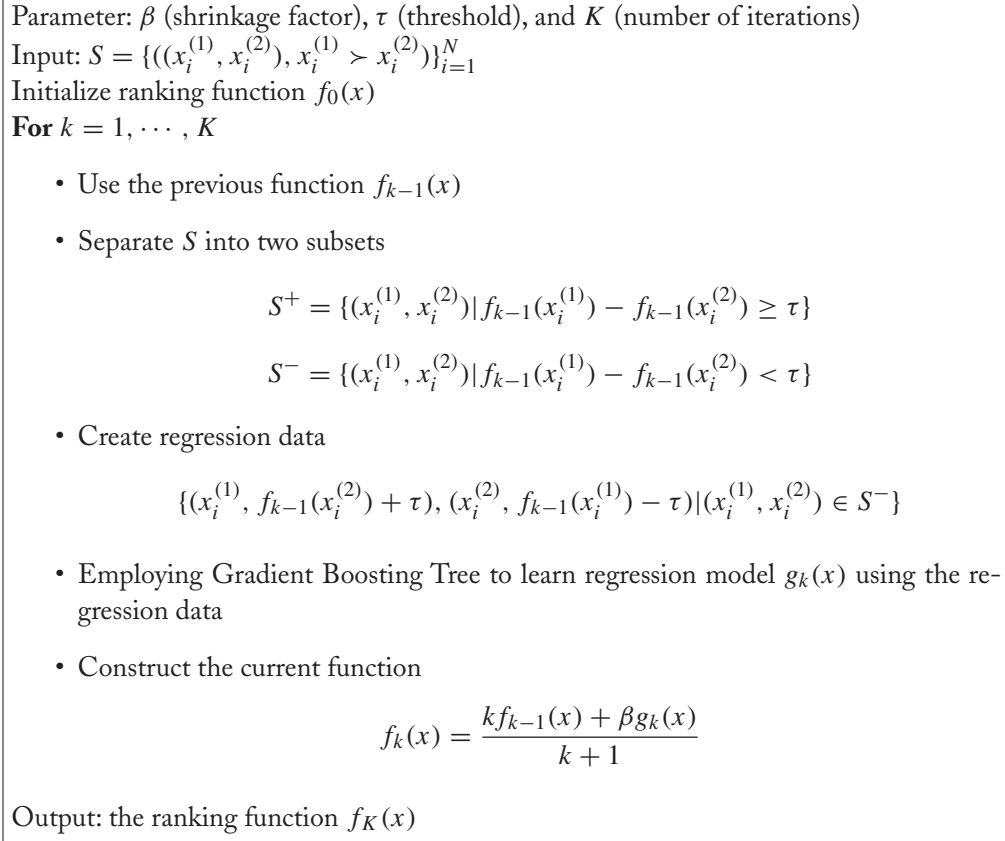 Parameter: β (shrinkage factor), τ (threshold), and K (number of iterations)
Input: S = {((x_i^{(1)}, x_i^{(2)}), x_i^{(1)} ≻ x_i^{(2)})}_{i=1}^N
Initialize ranking function f_0(x)
For k = 1, ··· , K
• Use the previous function f_{k−1}(x)
• Separate S into two subsets
S^+ = {(x_i^{(1)}, x_i^{(2)})|f_{k−1}(x_i^{(1)}) − f_{k−1}(x_i^{(2)}) ≥ τ}
S^− = {(x_i^{(1)}, x_i^{(2)})|f_{k−1}(x_i^{(1)}) − f_{k−1}(x_i^{(2)}) < τ}
• Create regression data
{(x_i^{(1)}, f_{k−1}(x_i^{(2)}) + τ), (x_i^{(2)}, f_{k−1}(x_i^{(1)}) − τ)|(x_i^{(1)}, x_i^{(2)}) ∈ S^−}
• Employing Gradient Boosting Tree to learn regression model g_k(x) using the re-
gression data
• Construct the current function
f_k(x) = \frac{kf_{k−1}(x) + βg_k(x)}{k + 1}
Output: the ranking function f_K(x)